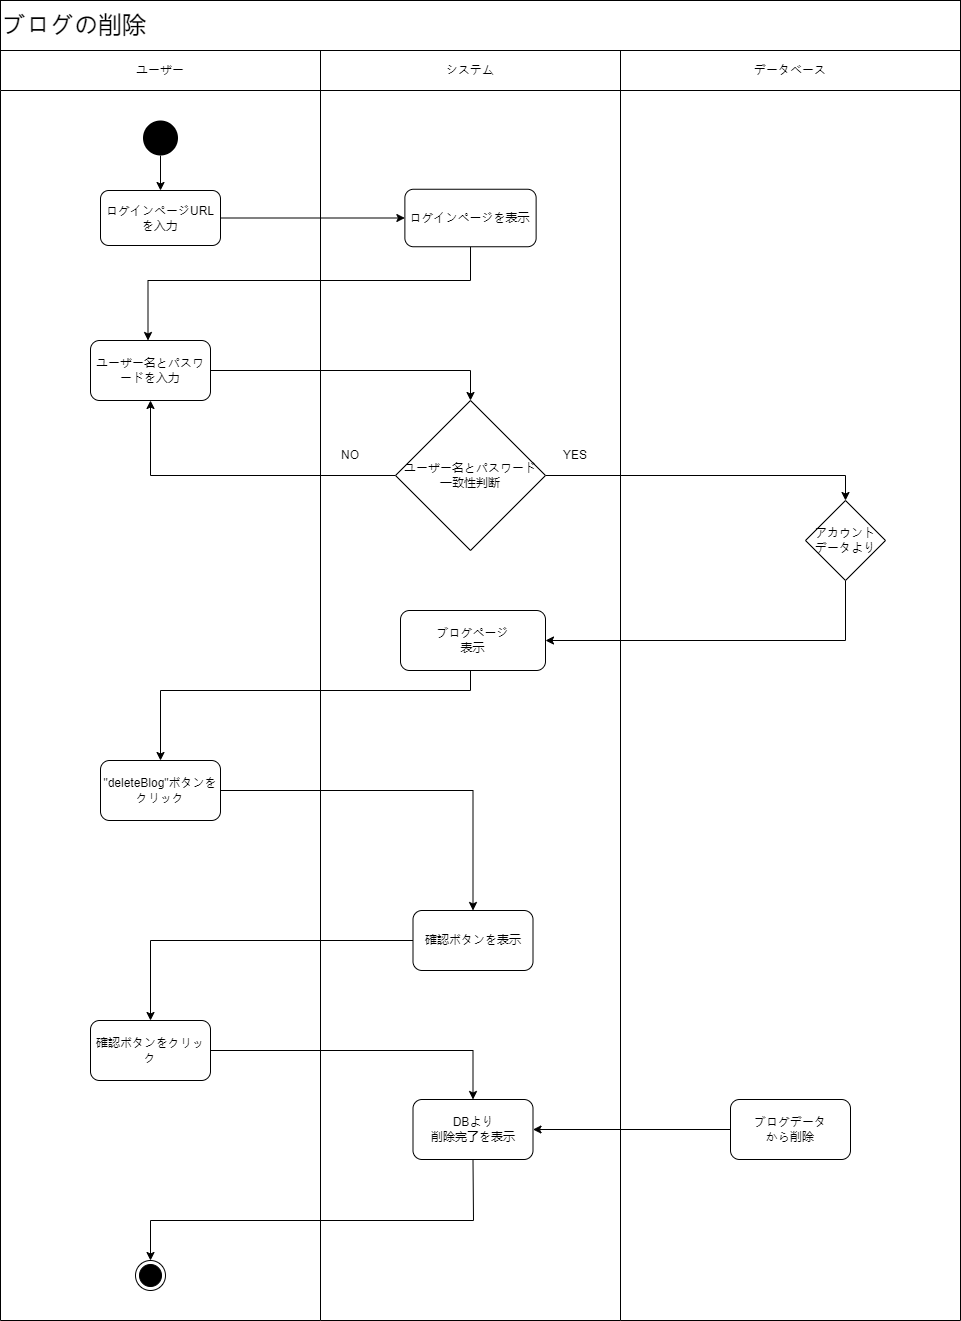 ブログの削除
ユーザー
システム
データベース
ログインページURL
を入力
ログインページを表示
ユーザー名とパスワ
ードを入力
NO
ユーザー名とパスワード
一致性判断
YES
アカウント
データより
ブログページ
表示
"deleteBlog"ボタンを
クリック
確認ボタンを表示
確認ボタンをクリッ
ク
DBより
削除完了を表示
ブログデータ
から削除